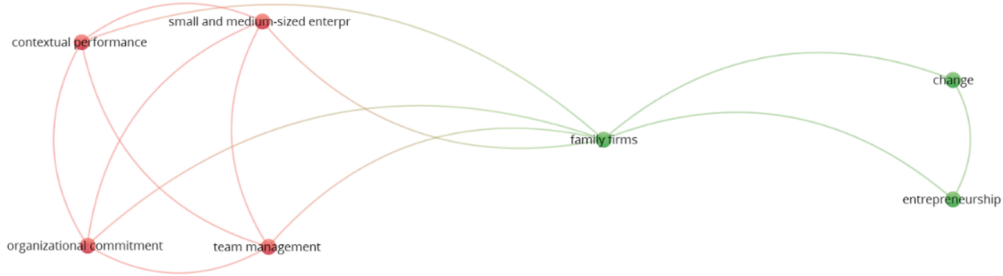 small and medium-sized enterpr
contextual performance
change
family firms
entrepreneurship
organizational commitment
team management